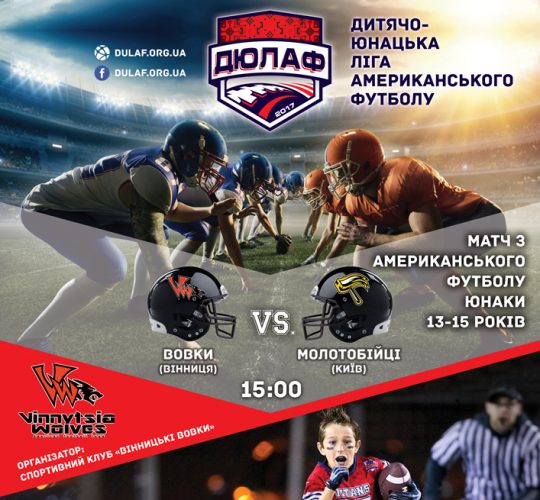 DULAF.ORG.UA
DULAF.ORG.UA
ДЮЛАФ
2017
ДИТЯЧО-
ЮНАЦЬКА
ЛІГА
АМЕРИКАНСЬКОГО
ФУТБОЛУ
МАТЧ З
АМЕРИКАНСЬКОГО
ФУТБОЛУ
ЮНАКИ
13-15 РОКІВ
VS.
ВОВКИ
(ВІННИЦЯ)
МОЛОТОБІЙЦІ
(КИЇВ)
15:00
Vinnytsia
Wolves
ОРГАНІЗАТОР:
СПОРТИВНИЙ КЛУБ «ВІННИЦЬКІ ВОВКИ»
TITANS